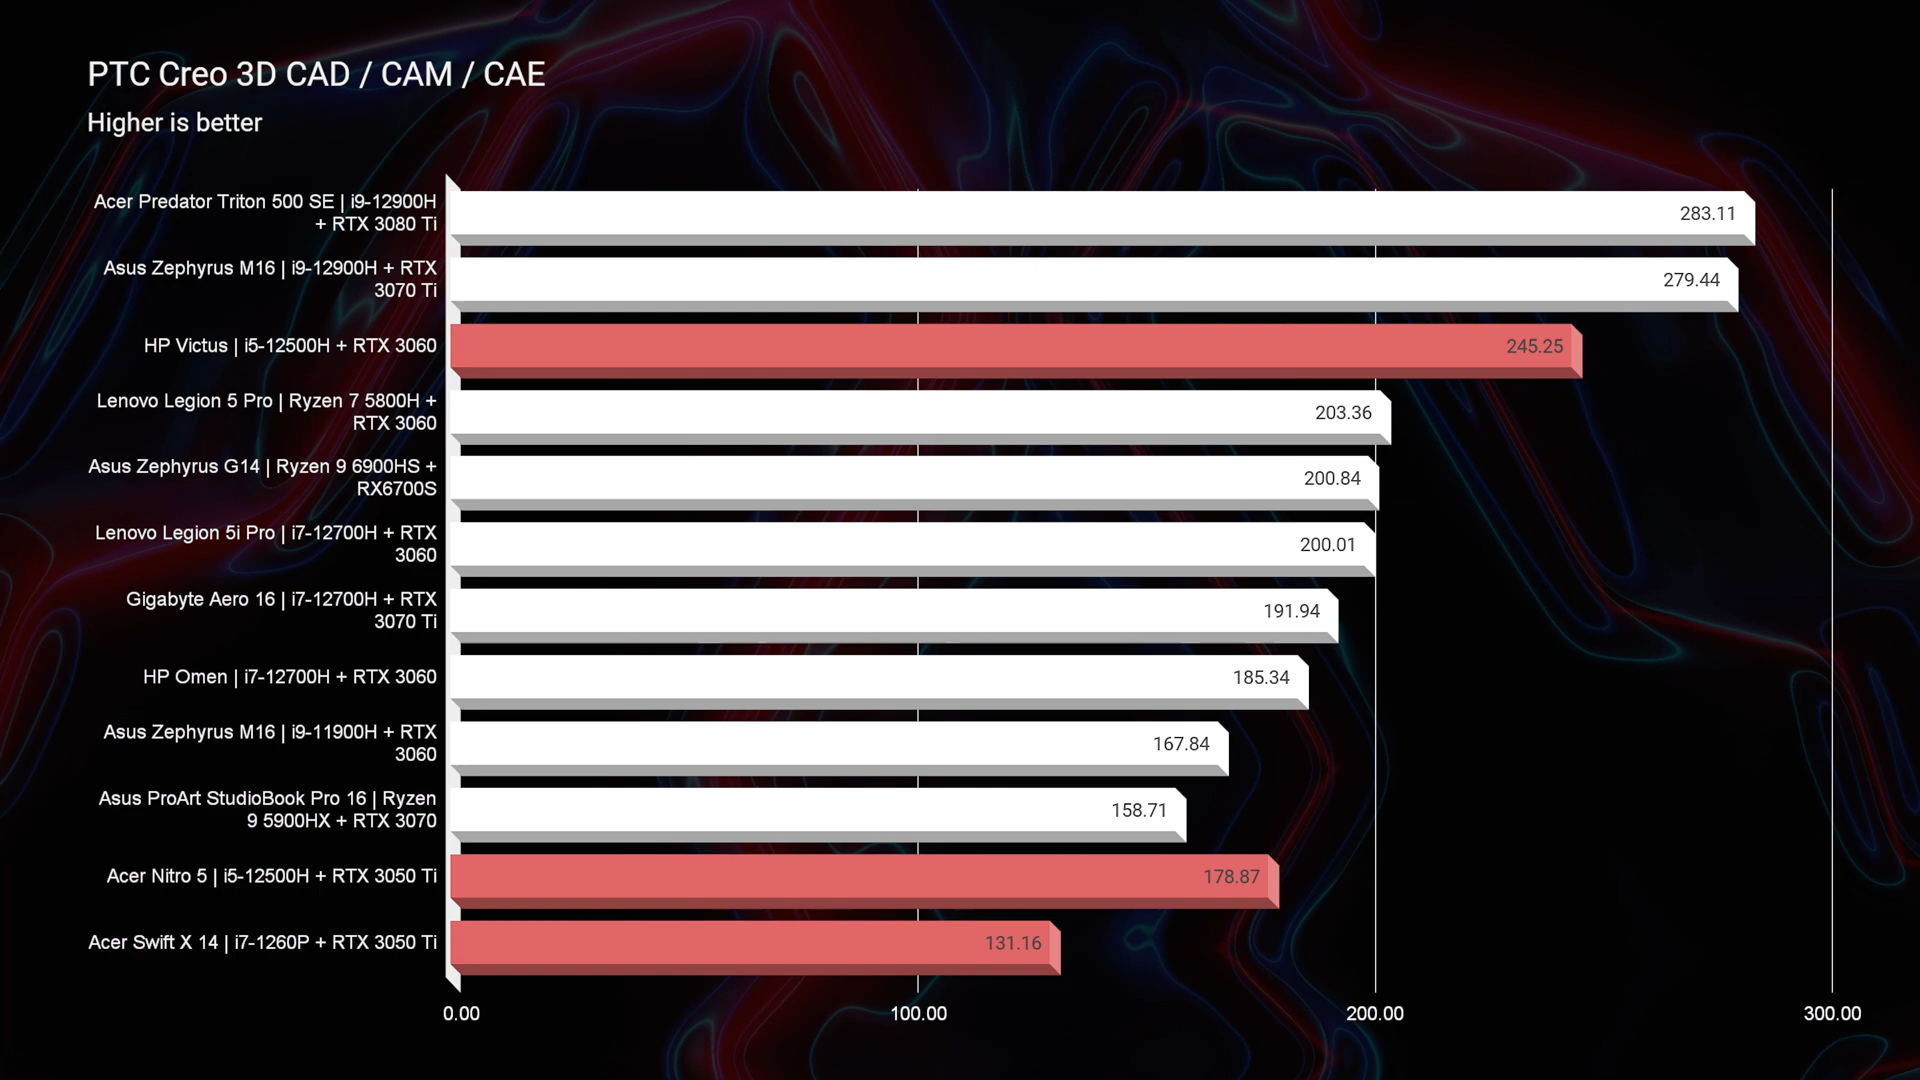 PTC Creo 3D CAD / CAM / CAE
Higher is better
Acer Predator Triton 500 SE | i9-12900H
+ RTX 3080 Ti
283.11
Asus Zephyrus M16 | i9-12900H + RTX
3070 Ti
279.44
HP Victus | i5-12500H + RTX 3060
245.25
Lenovo Legion 5 Pro | Ryzen 7 5800H +
RTX 3060
203.36
Asus Zephyrus G14 | Ryzen 9 6900HS +
RX6700S
200.84
Lenovo Legion 5i Pro | i7-12700H + RTX
3060
200.01
Gigabyte Aero 16 | i7-12700H + RTX
3070 Ti
191.94
HP Omen | i7-12700H + RTX 3060
185.34
Asus Zephyrus M16 | i9-11900H + RTX
3060
167.84
Asus ProArt StudioBook Pro 16 | Ryzen
9 5900HX + RTX 3070
158.71
Acer Nitro 5 | i5-12500H + RTX 3050 Ti
178.87
Acer Swift X 14 | i7-1260P + RTX 3050 Ti
131.16
0.00
100.00
200.00
300.00